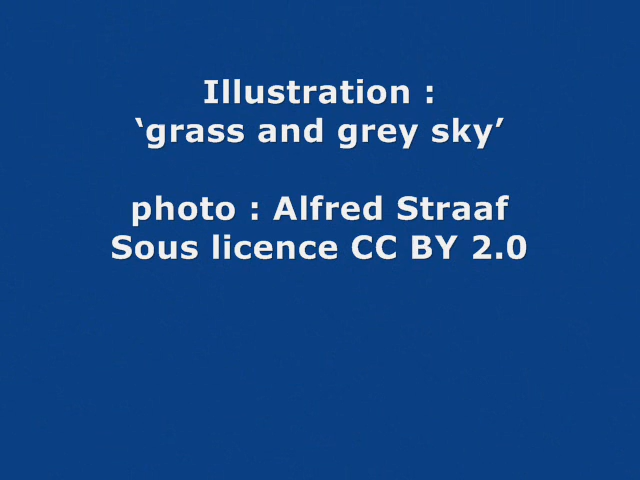 Illustration :
‘grass and grey sky’
photo : Alfred Straaf
Sous licence CC BY 2.0